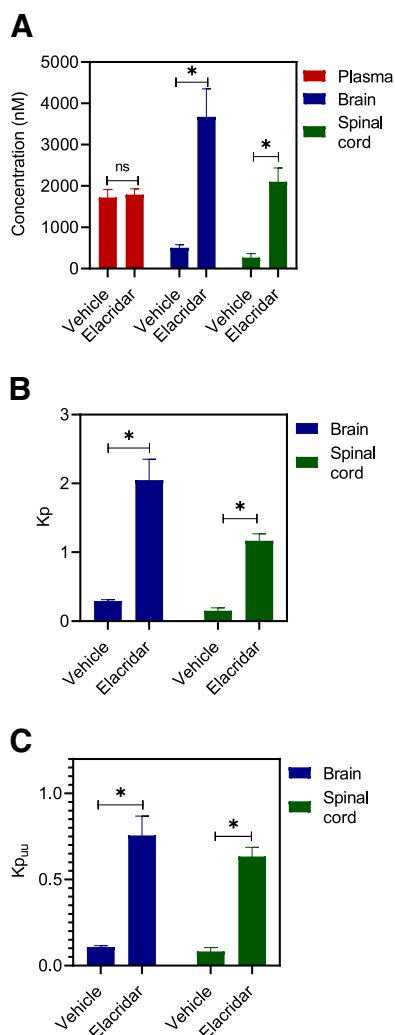 A
Concentration (nM)
5000
4000
3000
2000
1000
0
ns
*
*
Plasma
Brain
Spinal
cord
Vehicle
Elacridar
Vehicle
Elacridar
Vehicle
Elacridar
B
Kp
3
2
1
0
*
*
Brain
Spinal
cord
Vehicle
Elacridar
Vehicle
Elacridar
C
Kpuu
1.0
0.5
0.0
*
*
Brain
Spinal
cord
Vehicle
Elacridar
Vehicle
Elacridar